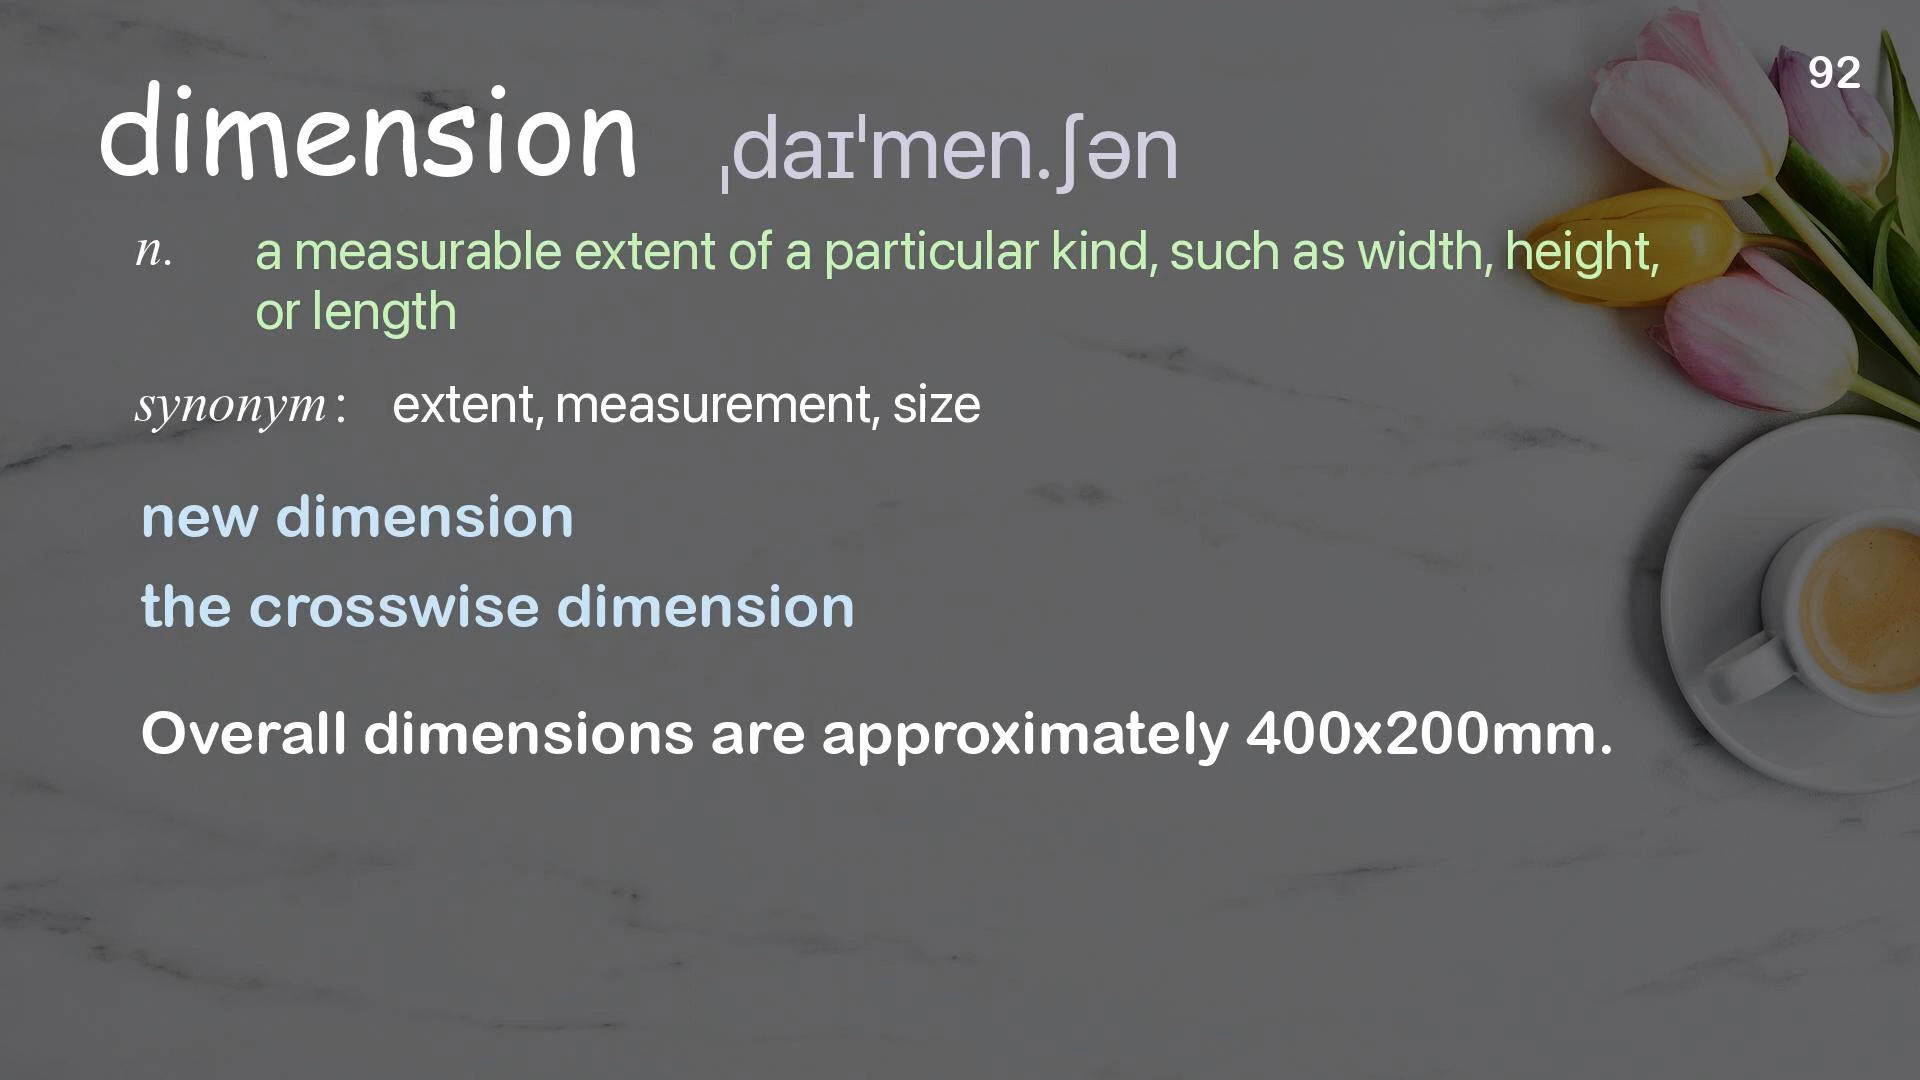 92
dimension ˌdaɪˈmen.ʃən
n. a measurable extent of a particular kind, such as width, height,
or length
synonym: extent, measurement, size
new dimension
the crosswise dimension
Overall dimensions are approximately 400x200mm.